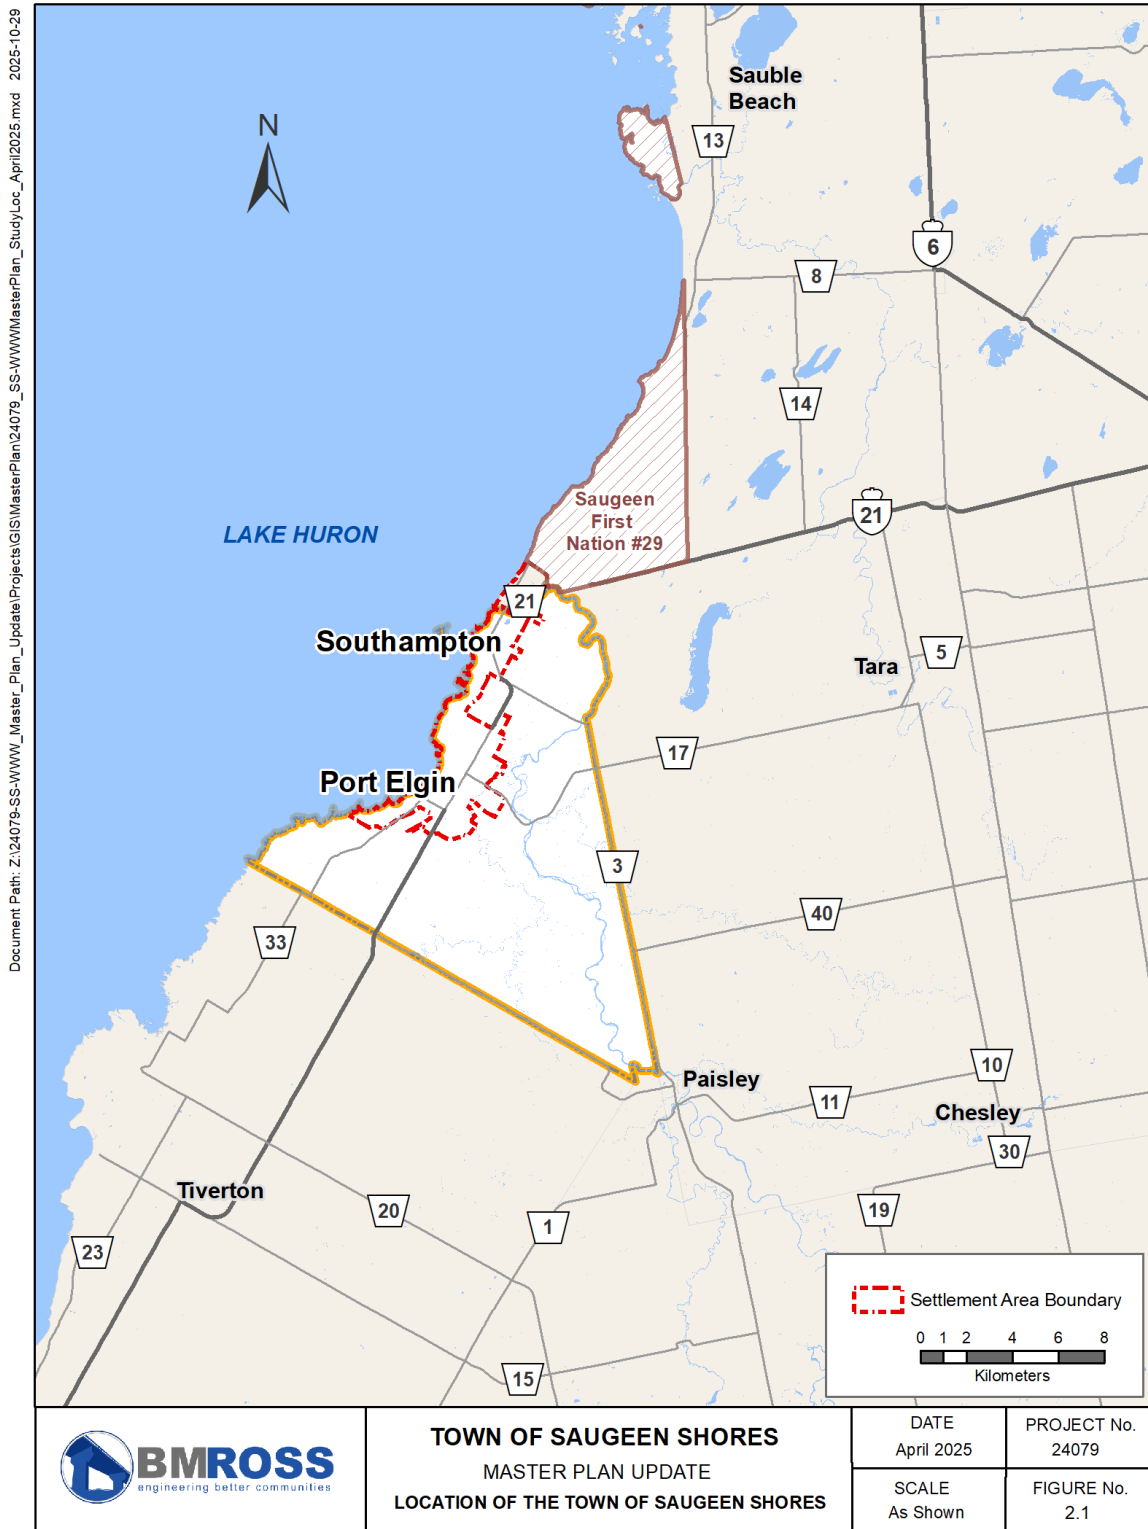 Document Path: Z:\24079-SS-WWW_Master_Plan_Update\Projects\GIS\MasterPlan\24079_SS-WWWMasterPlan_StudyLoc_April2025.mxd 2025-10-29
N
Sauble
Beach
13
6
8
14
21
Saugeen
First
Nation #29
LAKE HURON
21
Southampton
Tara
5
17
Port Elgin
3
40
33
Paisley
10
11
Chesley
30
Tiverton
20
1
19
23
15
Settlement Area Boundary
0 1 2 4 6 8
Kilometers
BMROSS
engineering better communities
TOWN OF SAUGEEN SHORES
MASTER PLAN UPDATE
LOCATION OF THE TOWN OF SAUGEEN SHORES
DATE
April 2025
PROJECT No.
24079
SCALE
As Shown
FIGURE No.
2.1